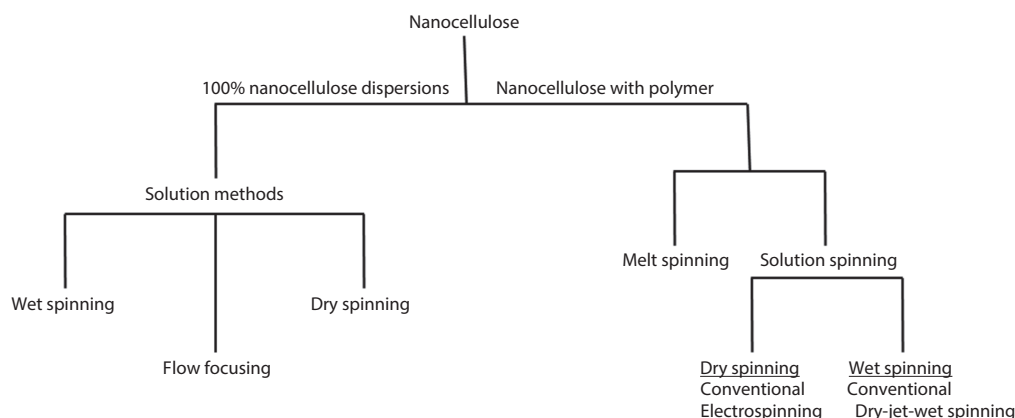 Nanocellulose
100% nanocellulose dispersions
Nanocellulose with polymer
Solution methods
Melt spinning
Solution spinning
Wet spinning
Dry spinning
Flow focusing
Dry spinning
Conventional
Electrospinning
Wet spinning
Conventional
Dry-jet-wet spinning